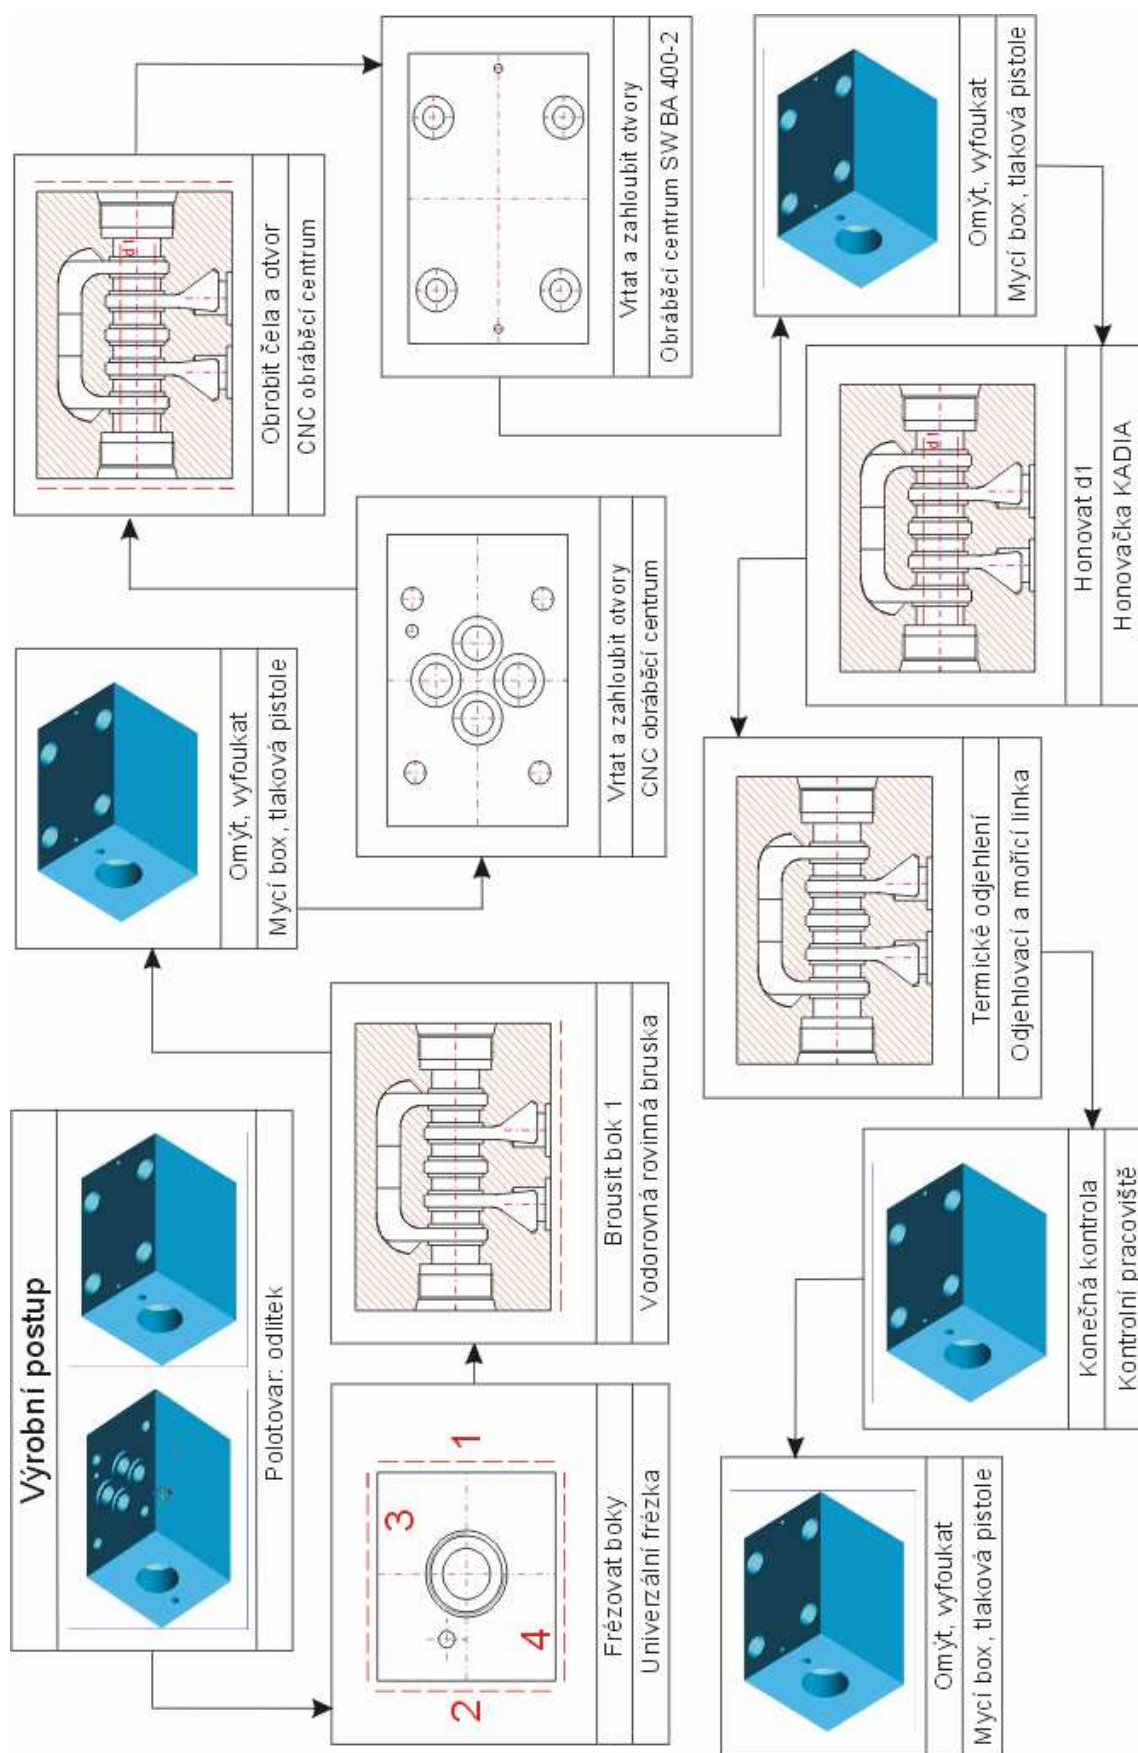 Výrobní postup
Polotovar: odlitek
3
1
2
4
Frézovat boky
Univerzální frézka
Brousit bok 1
Vodorovná rovinná bruska
Omýt, vyfoukat
Mycí box, tlaková pistole
Vrtat a zahloubit otvory
CNC obráběcí centrum
d1
Obrobit čela a otvor
CNC obráběcí centrum
Vrtat a zahloubit otvory
Obráběcí centrum SW BA 400-2
Omýt, vyfoukat
Mycí box, tlaková pistole
d1
Honovat d1
Honovačka KADIA
Termické odjehlení
Odjehlovací a mořící linka
Konečná kontrola
Kontrolní pracoviště
Omýt, vyfoukat
Mycí box, tlaková pistole